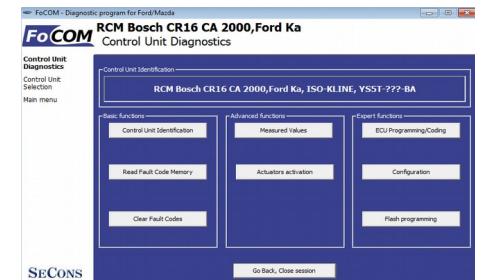 FoCOM - Diagnostic program for Ford/Mazda
FoCOM
RCM Bosch CR16 CA 2000,Ford Ka
Control Unit Diagnostics
Control Unit
Diagnostics
Control Unit
Selection
Main menu
Control Unit Identification
RCM Bosch CR16 CA 2000,Ford Ka, ISO-KLINE, YS5T-???-BA
Basic functions
Control Unit Identification
Read Fault Code Memory
Clear Fault Codes
Advanced functions
Measured Values
Actuators activation
Expert functions
ECU Programming/Coding
Configuration
Flash programming
Go Back, Close session
SECONS